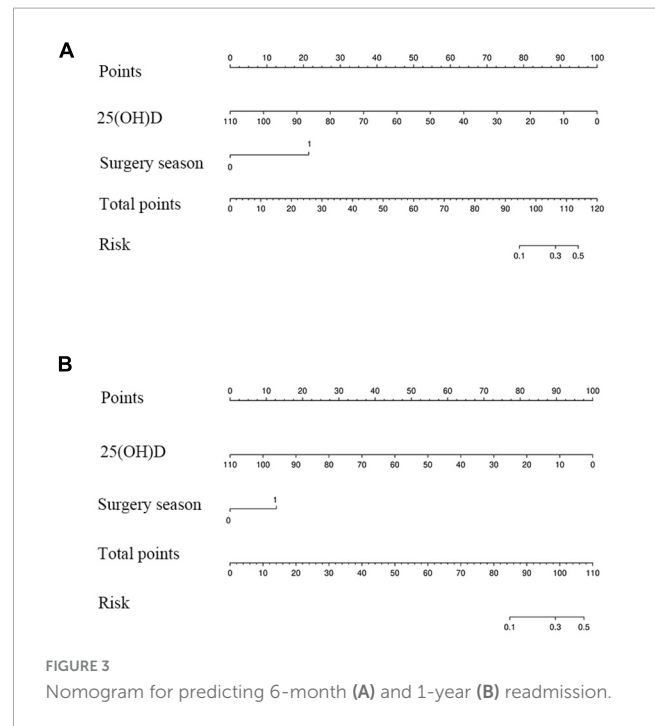 A
0 10 20 30 40 50 60 70 80 90 100
Points
25(OH)D
110 100 90 80 70 60 50 40 30 20 10 0
1
Surgery season
0
Total points
0 10 20 30 40 50 60 70 80 90 100 110 120
Risk
0.1 0.3 0.5
B
0 10 20 30 40 50 60 70 80 90 100
Points
25(OH)D
110 100 90 80 70 60 50 40 30 20 10 0
1
Surgery season
0
Total points
0 10 20 30 40 50 60 70 80 90 100 110
Risk
0.1 0.3 0.5
FIGURE 3
Nomogram for predicting 6-month (A) and 1-year (B) readmission.